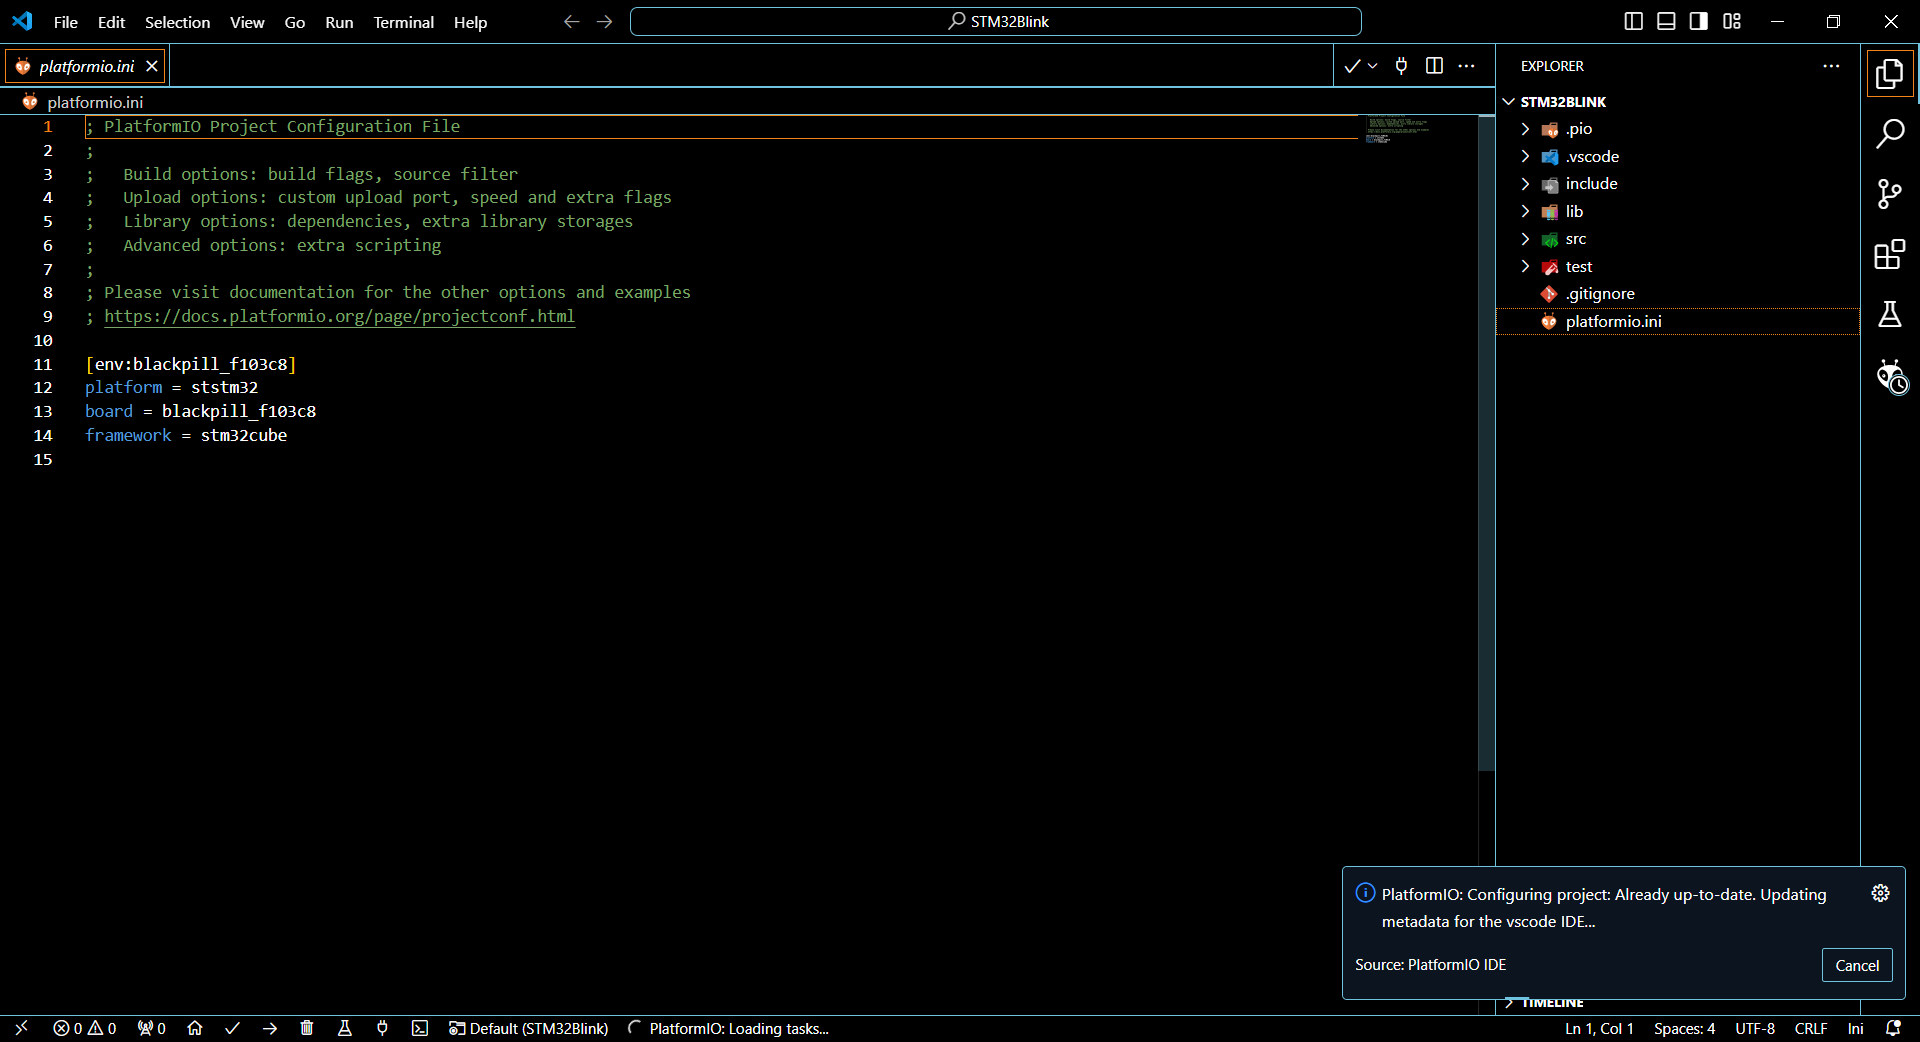 File Edit Selection View Go Run Terminal Help
STM32Blink
platformio.ini
platformio.ini
1 ; PlatformIO Project Configuration File
2 ;
3 ;   Build options: build flags, source filter
4 ;   Upload options: custom upload port, speed and extra flags
5 ;   Library options: dependencies, extra library storages
6 ;   Advanced options: extra scripting
7 ;
8 ; Please visit documentation for the other options and examples
9 ; https://docs.platformio.org/page/projectconf.html
10
11 [env:blackpill_f103c8]
12 platform = ststm32
13 board = blackpill_f103c8
14 framework = stm32cube
15
EXPLORER
STM32BLINK
.pio
.vscode
include
lib
src
test
.gitignore
platformio.ini
PlatformIO: Configuring project: Already up-to-date. Updating
metadata for the vscode IDE...
Source: PlatformIO IDE
Cancel
TIMELINE
0 0 0 Default (STM32Blink) PlatformIO: Loading tasks... Ln 1, Col 1 Spaces: 4 UTF-8 CRLF Ini